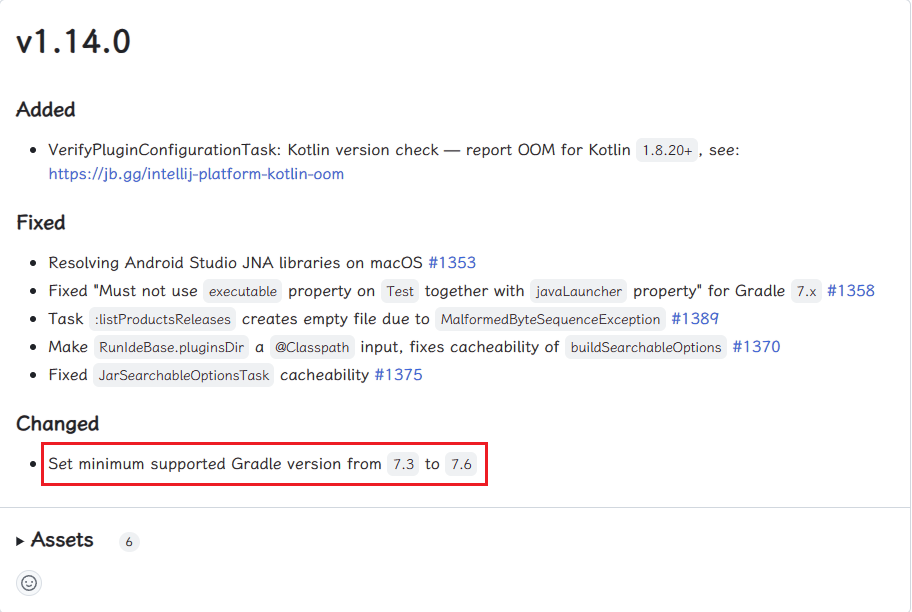 v1.14.0
Added
• VerifyPluginConfigurationTask: Kotlin version check — report OOM for Kotlin 1.8.20+, see:
https://jb.gg/intellij-platform-kotlin-oom
Fixed
• Resolving Android Studio JNA libraries on macOS #1353
• Fixed "Must not use executable property on Test together with javaLauncher property" for Gradle 7.x #1358
• Task :listProductsReleases creates empty file due to MalformedByteSequenceException #1389
• Make RunIdeBase.pluginsDir a @Classpath input, fixes cacheability of buildSearchableOptions #1370
• Fixed JarSearchableOptionsTask cacheability #1375
Changed
• Set minimum supported Gradle version from 7.3 to 7.6
Assets 6